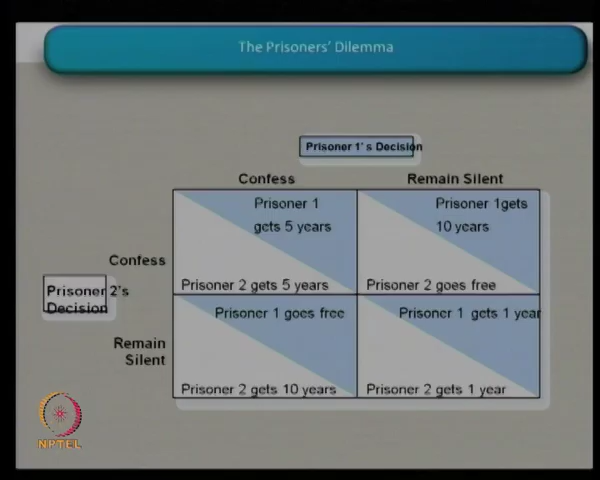 The Prisoners' Dilemma
Prisoner 1' s Decision
Confess
Remain Silent
Prisoner 1
gets 5 years
Prisoner 1gets
10 years
Confess
Prisoner 2 gets 5 years
Prisoner 2 goes free
Prisoner 2's
Decision
Prisoner 1 goes free
Prisoner 1 gets 1 year
Remain
Silent
Prisoner 2 gets 10 years
Prisoner 2 gets 1 year
NPTEL